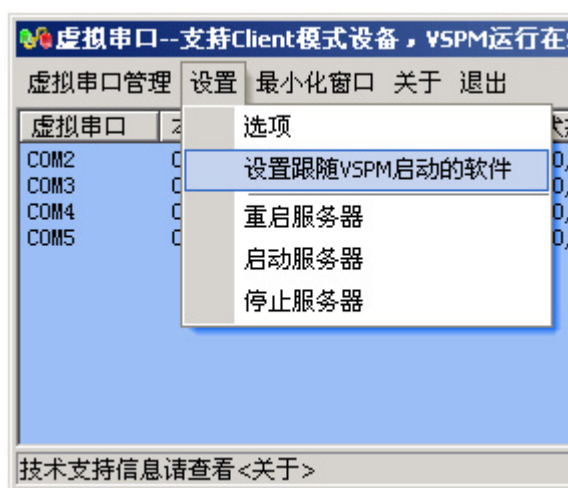 虚拟串口--支持Client模式设备，VSPM运行在
虚拟串口管理 设置 最小化窗口 关于 退出
虚拟串口
选项
COM2
设置跟随VSPM启动的软件
COM3
COM4
重启服务器
COM5
启动服务器
停止服务器
技术支持信息请查看<关于>